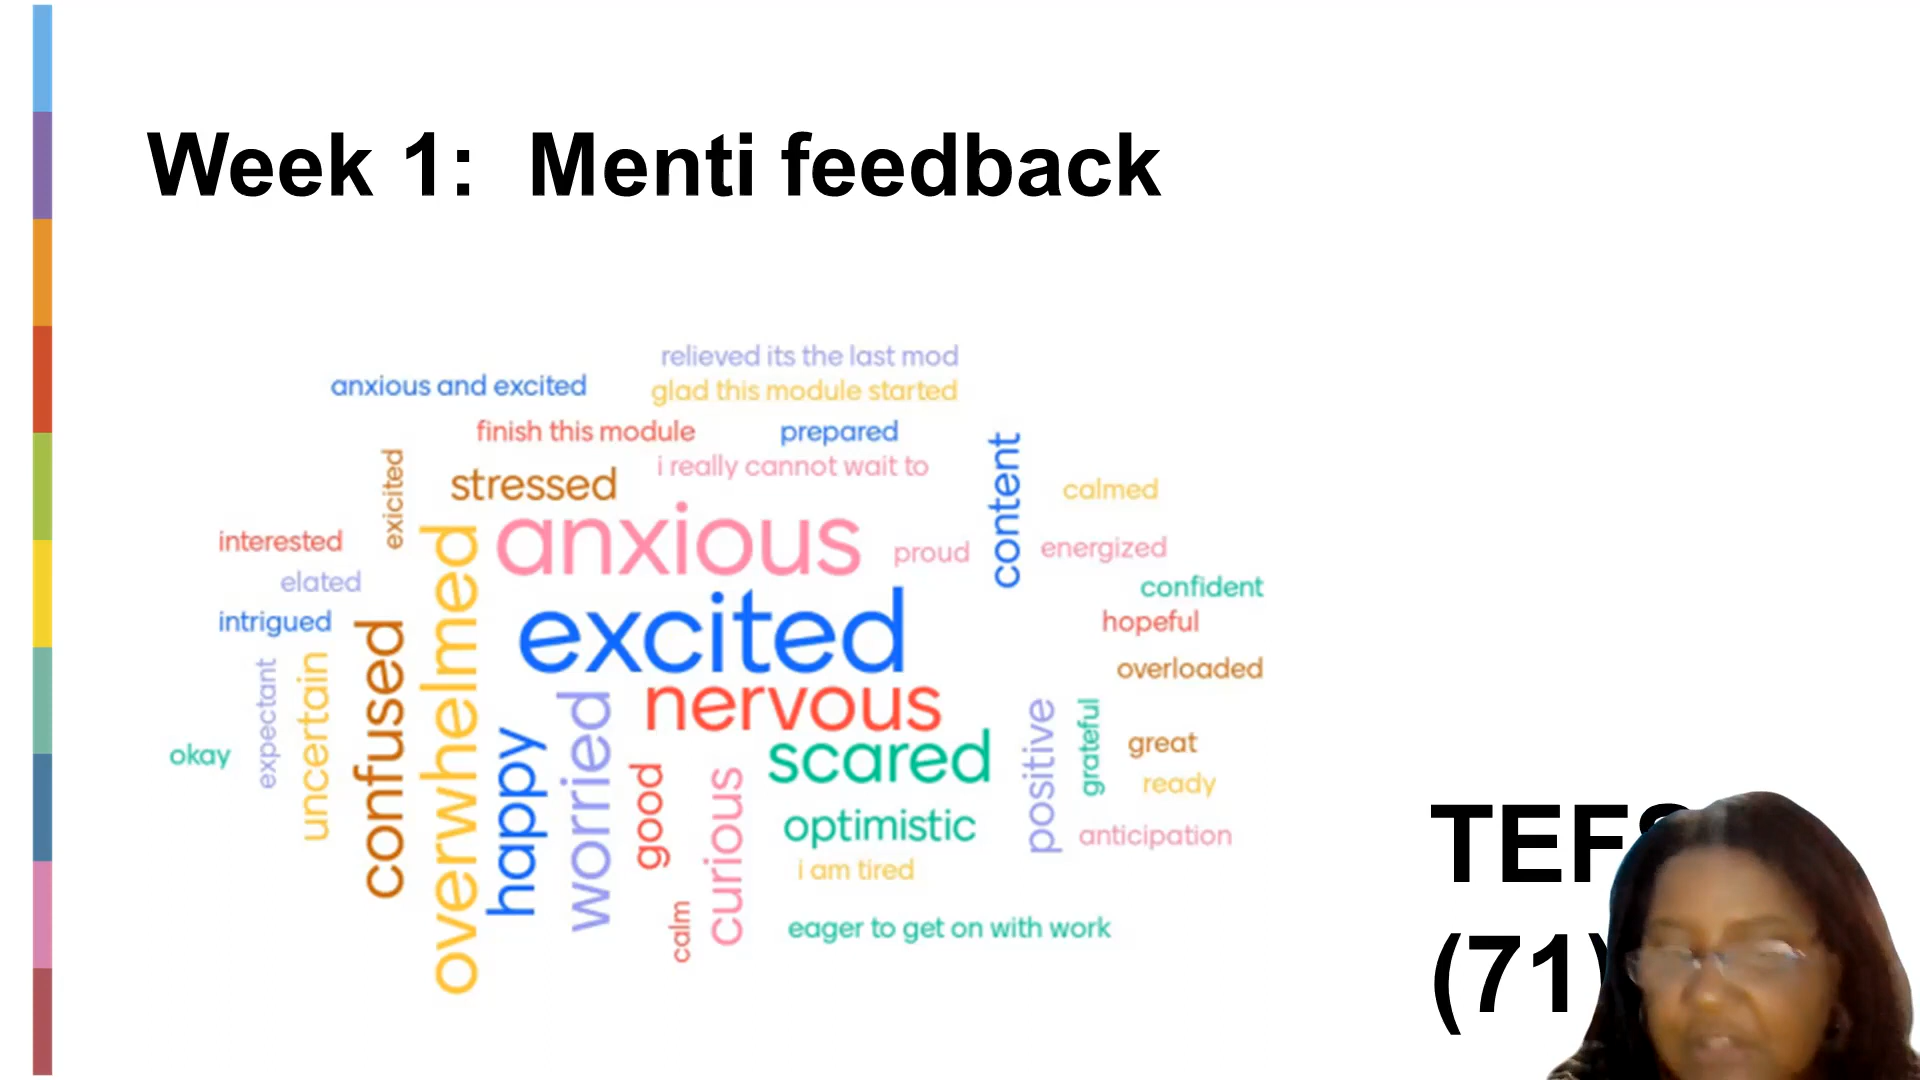 Week 1: Menti feedback
relieved its the last mod
anxious and excited
glad this module started
finish this module
prepared
i really cannot wait to
content
exicited
stressed
calmed
anxious
interested
proud
energized
overwhelmed
elated
excited
confident
intrigued
hopeful
confused
uncertain
expectant
overloaded
nervous
worried
happy
scared
positive
grateful
great
okay
good
curious
ready
optimistic
anticipation
i am tired
calm
eager to get on with work
(71)